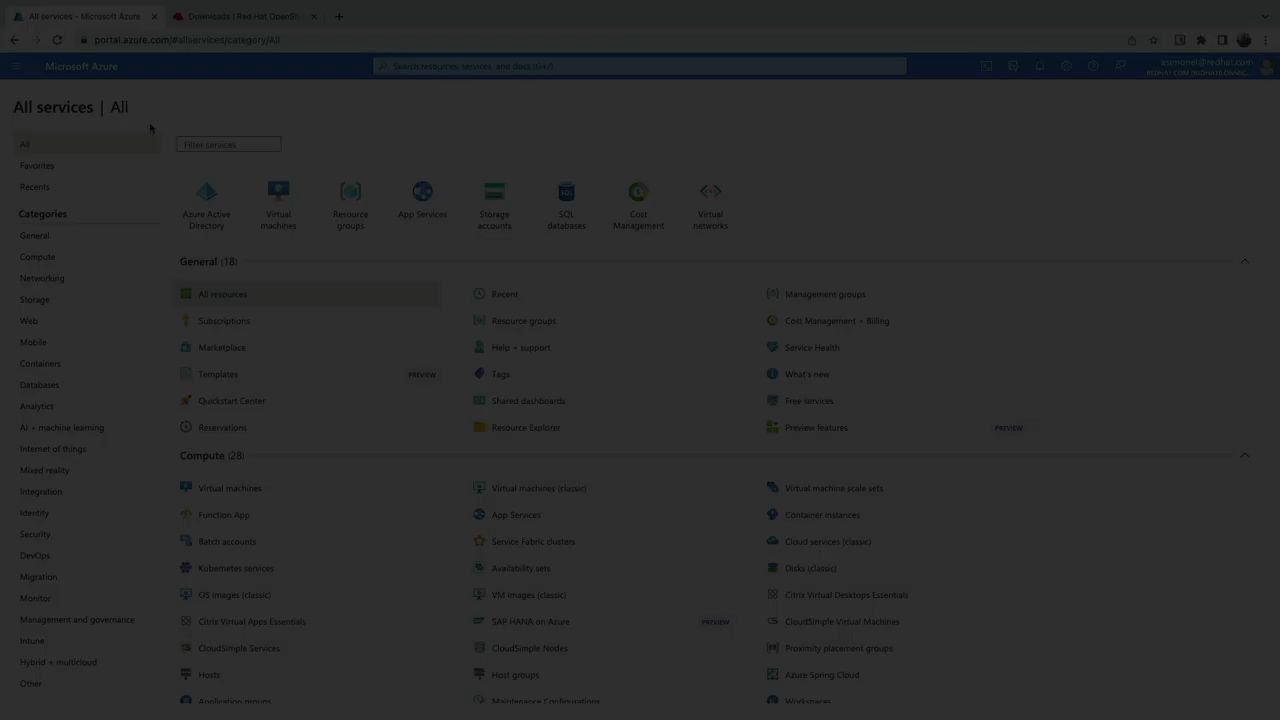 All services - Microsoft Azure
Downloads | Red Hat OpenSh
portal.azure.com/#allservices/category/All
Microsoft Azure
Search resources, services, and docs (G+/)
REDHAT.COM
All services | All
All
Favorites
Recents
Categories
General
Compute
Networking
Storage
Web
Mobile
Containers
Databases
Analytics
AI + machine learning
Internet of things
Mixed reality
Integration
Identity
Security
DevOps
Migration
Monitor
Management and governance
Intune
Hybrid + multicloud
Other
Filter services
Azure Active
Directory
Virtual
machines
Resource
groups
App Services
Storage
accounts
SQL
databases
Cost
Management
Virtual
networks
General (18)
All resources
Recent
Management groups
Subscriptions
Resource groups
Cost Management + Billing
Marketplace
Help + support
Service Health
Templates PREVIEW
Tags
What's new
Quickstart Center
Shared dashboards
Free services
Reservations
Resource Explorer
Preview features PREVIEW
Compute (28)
Virtual machines
Virtual machines (classic)
Virtual machine scale sets
Function App
App Services
Container Instances
Batch accounts
Service Fabric clusters
Cloud services (classic)
Kubernetes services
Availability sets
Disks (classic)
OS images (classic)
VM images (classic)
Citrix Virtual Desktops Essentials
Citrix Virtual Apps Essentials
SAP HANA on Azure PREVIEW
CloudSimple Virtual Machines
CloudSimple Services
CloudSimple Nodes
Proximity placement groups
Hosts
Host groups
Azure Spring Cloud
Application groups
Maintenance Configurations
Workspaces